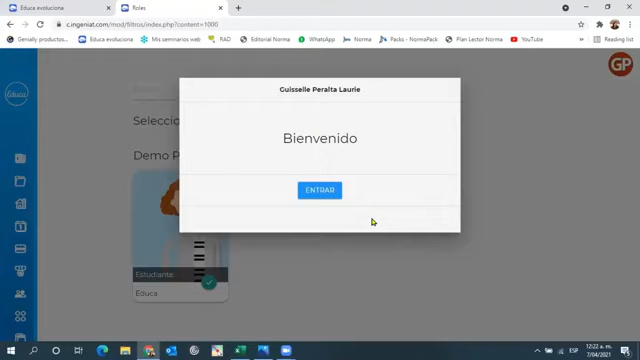 Educa evoluciona
Roles
c.ingeniat.com/mod/filtros/index.php?content=1000
Genially productos...
Educa evoluciona
Mis seminarios web
RAD
Editorial Norma
WhatsApp
Norma
Packs - NormaPack
Plan Lector Norma
YouTube
Reading list
Educa
GP
Guisselle Peralta Laurie
Bienvenido
ENTRAR
Seleccio
Demo P
Estudiante
Educa
ESP
12:22 a. m.
7/04/2021